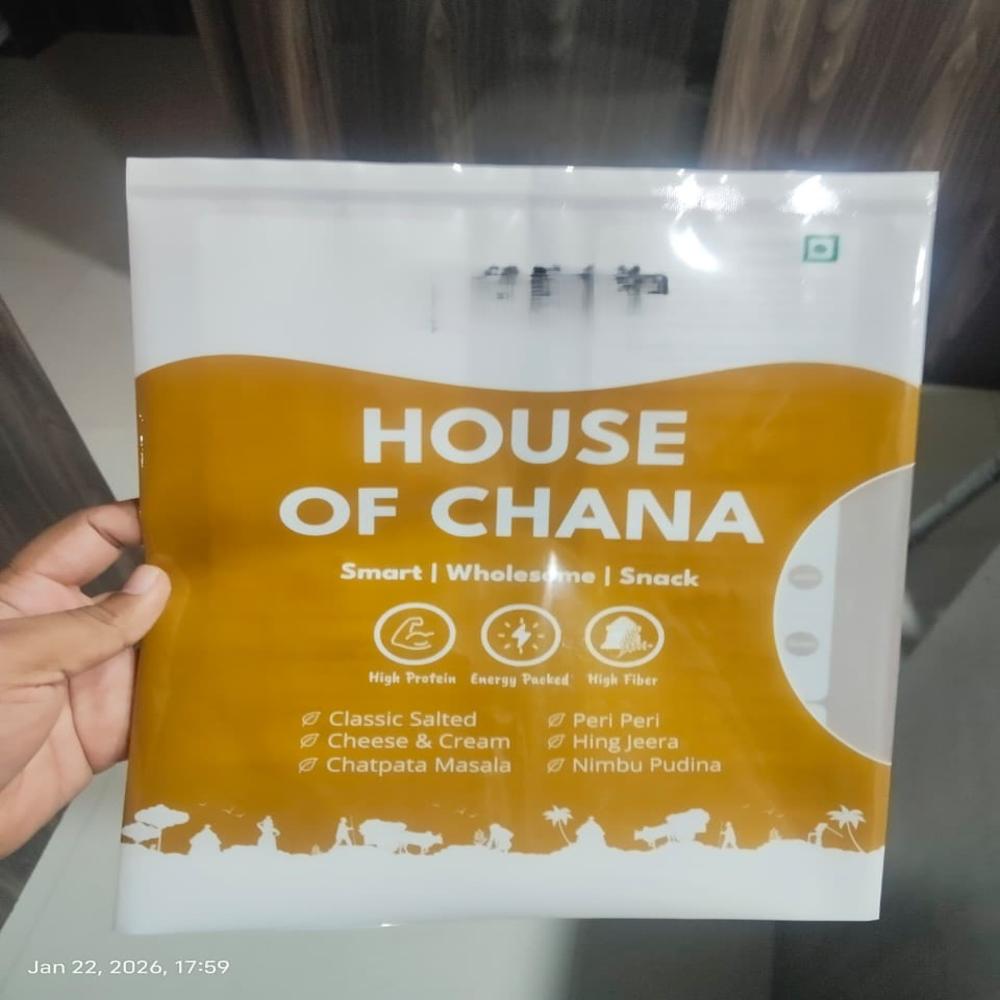 HOUSE
OF CHANA
Smart | Wholesome | Snack
High Protein Energy Packed High Fiber
Classic Salted Peri Peri
Cheese & Cream Hing Jeera
Chatpata Masala Nimbu Pudina
Jan 22, 2026, 17:59